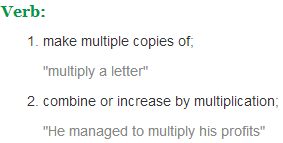 Verb:
1. make multiple copies of;
"multiply a letter"
2. combine or increase by multiplication;
"He managed to multiply his profits"